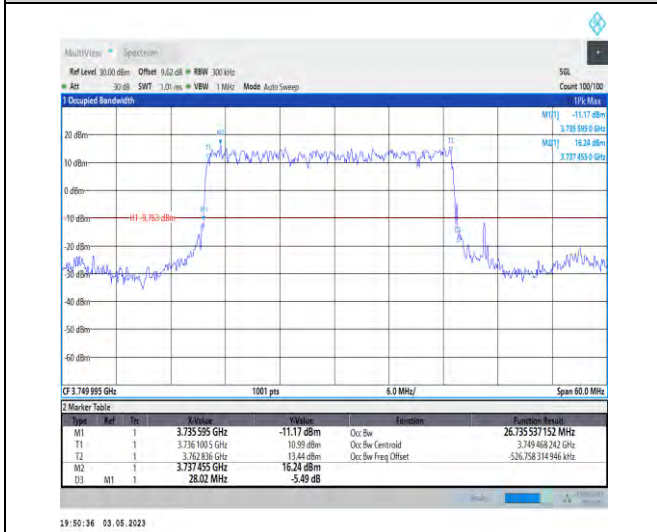 MultiView Spectrum
Ref Level 30.00 dBm Offset 9.62 dB RBW 300 kHz SGL
Att 30 dB SWT 1.01 ms VBW 1 MHz Mode Auto Sweep Count 100/100
1 Occupied Bandwidth 1Pk Max
M1[1] -11.17 dBm
3.735 595 0 GHz
20 dBm M2[1] 16.24 dBm
3.737 455 0 GHz
10 dBm
0 dBm
-10 dBm H1 -9.763 dBm
-20 dBm
-30 dBm
-40 dBm
-50 dBm
-60 dBm
CF 3.749 995 GHz 1001 pts 6.0 MHz/ Span 60.0 MHz
2 Marker Table
Type Ref Trc X-Value Y-Value Function Function Result
M1 1 3.735 595 GHz -11.17 dBm Occ Bw 26.735 537 152 MHz
T1 1 3.736 100 5 GHz 10.99 dBm Occ Bw Centroid 3.749 468 242 GHz
T2 1 3.762 836 GHz 13.44 dBm Occ Bw Freq Offset -526.758 314 946 kHz
M2 1 3.737 455 GHz 16.24 dBm
D3 M1 1 28.02 MHz -5.49 dB
19:50:36 03.05.2023